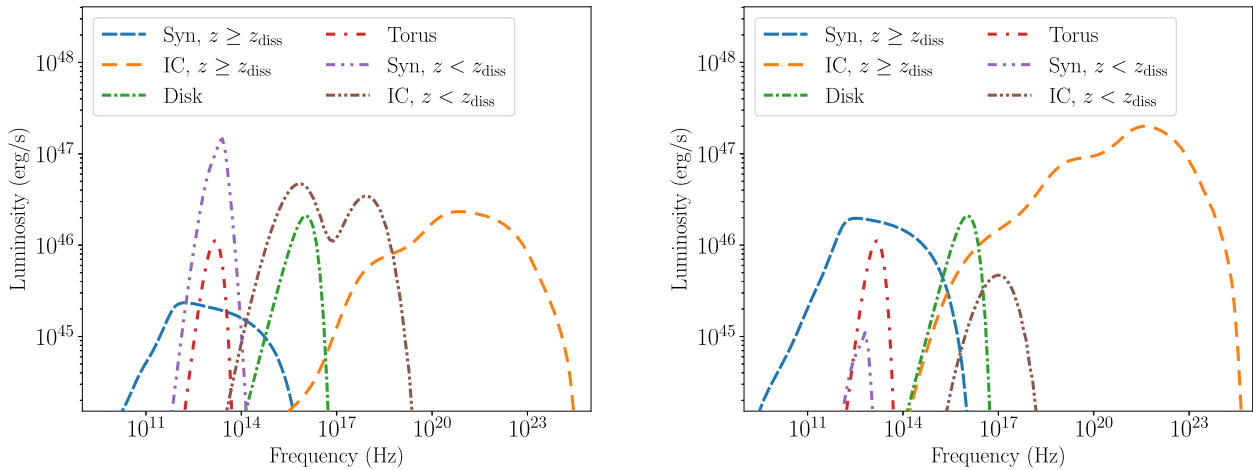 Syn, z ≥ z_diss
IC, z ≥ z_diss
Disk
Torus
Syn, z < z_diss
IC, z < z_diss
10^48
10^47
10^46
10^45
Luminosity (erg/s)
10^11 10^14 10^17 10^20 10^23
Frequency (Hz)
Syn, z ≥ z_diss
IC, z ≥ z_diss
Disk
Torus
Syn, z < z_diss
IC, z < z_diss
10^48
10^47
10^46
10^45
Luminosity (erg/s)
10^11 10^14 10^17 10^20 10^23
Frequency (Hz)